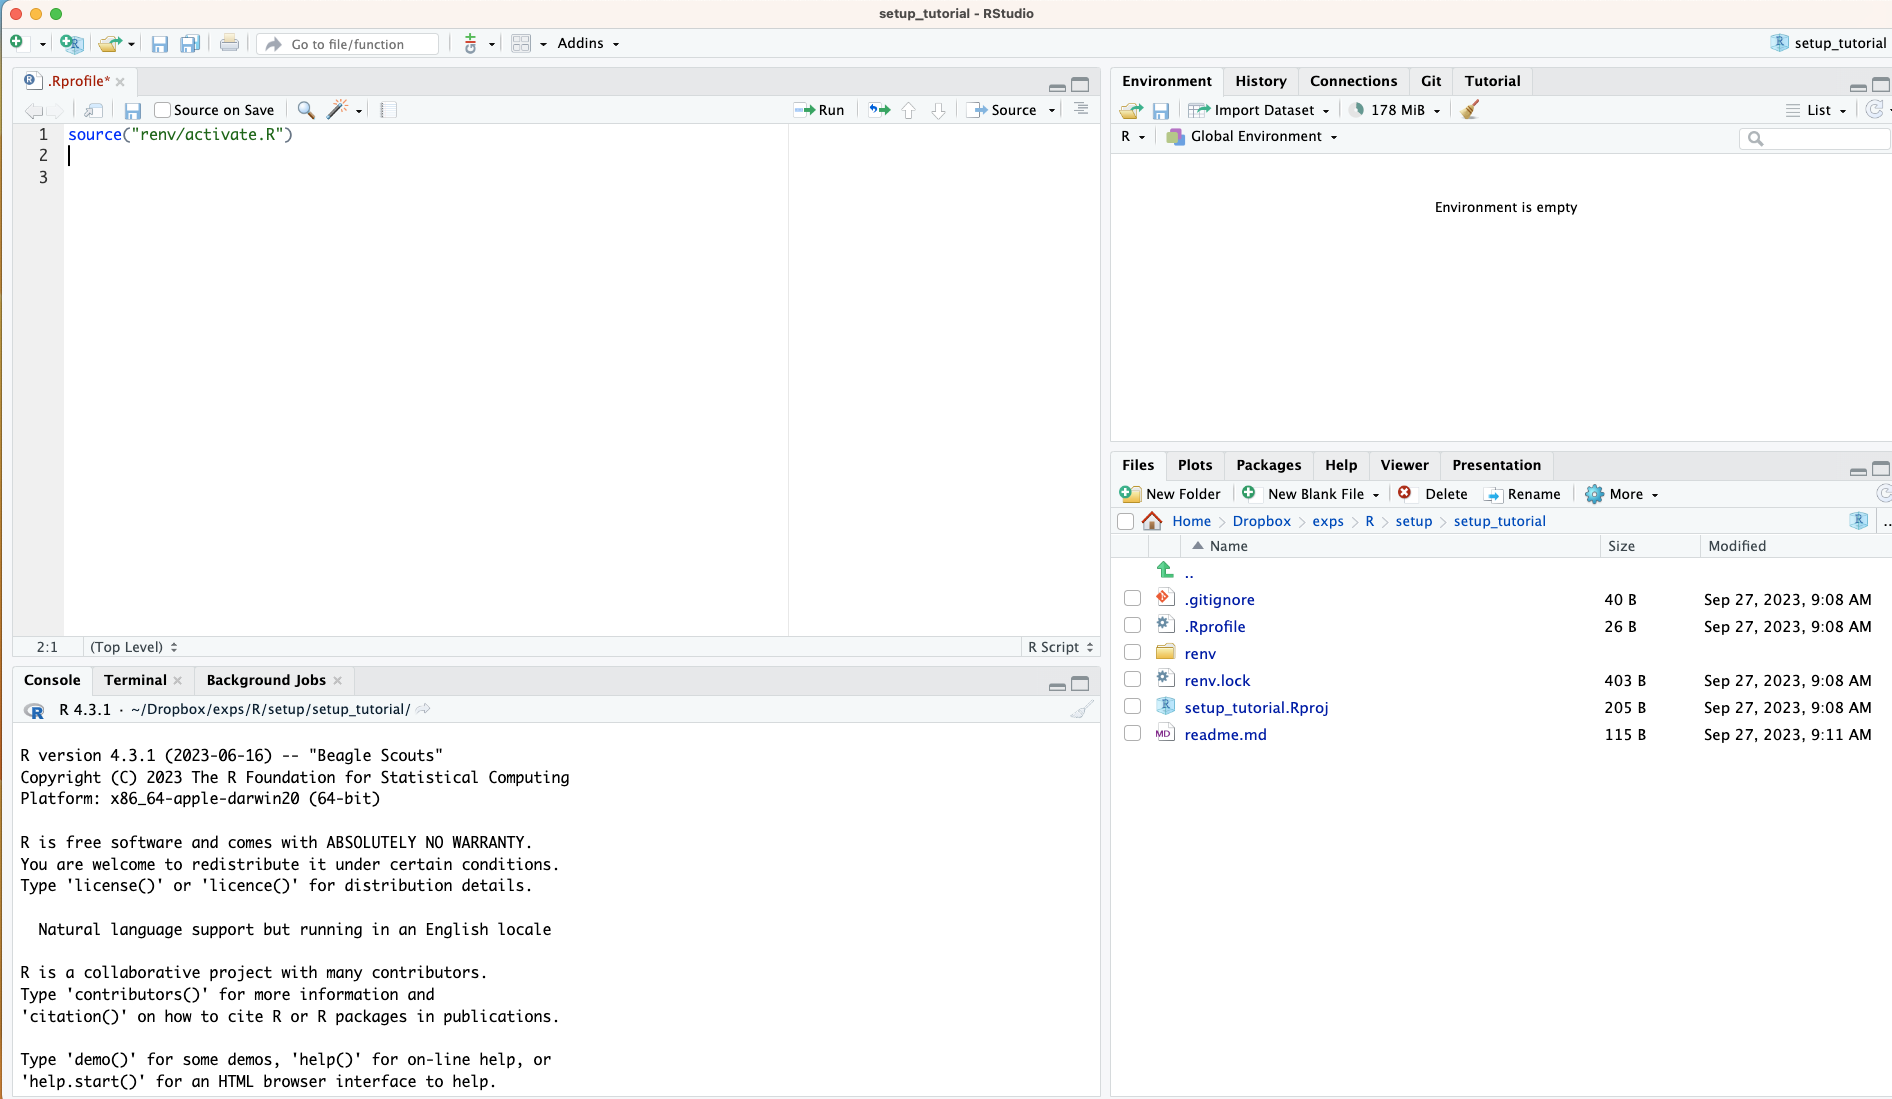 setup_tutorial - RStudio
Go to file/function
Addins
setup_tutorial
.Rprofile*
Source on Save
Run
Source
1 source("renv/activate.R")
2
3
2:1 (Top Level) R Script
Console Terminal Background Jobs
R 4.3.1 · ~/Dropbox/exps/R/setup/setup_tutorial/
R version 4.3.1 (2023-06-16) -- "Beagle Scouts"
Copyright (C) 2023 The R Foundation for Statistical Computing
Platform: x86_64-apple-darwin20 (64-bit)
R is free software and comes with ABSOLUTELY NO WARRANTY.
You are welcome to redistribute it under certain conditions.
Type 'license()' or 'licence()' for distribution details.
Natural language support but running in an English locale
R is a collaborative project with many contributors.
Type 'contributors()' for more information and
'citation()' on how to cite R or R packages in publications.
Type 'demo()' for some demos, 'help()' for on-line help, or
'help.start()' for an HTML browser interface to help.
Environment History Connections Git Tutorial
Import Dataset 178 MiB List
R Global Environment
Environment is empty
Files Plots Packages Help Viewer Presentation
New Folder New Blank File Delete Rename More
Home Dropbox exps R setup setup_tutorial ..
Name Size Modified
..
.gitignore 40 B Sep 27, 2023, 9:08 AM
.Rprofile 26 B Sep 27, 2023, 9:08 AM
renv
renv.lock 403 B Sep 27, 2023, 9:08 AM
setup_tutorial.Rproj 205 B Sep 27, 2023, 9:08 AM
MD readme.md 115 B Sep 27, 2023, 9:11 AM